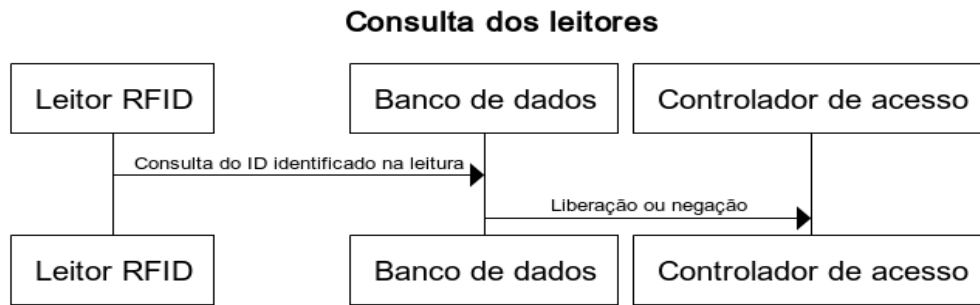 Consulta dos leitores
Leitor RFID
Banco de dados
Controlador de acesso
Consulta do ID identificado na leitura
Liberação ou negação
Leitor RFID
Banco de dados
Controlador de acesso